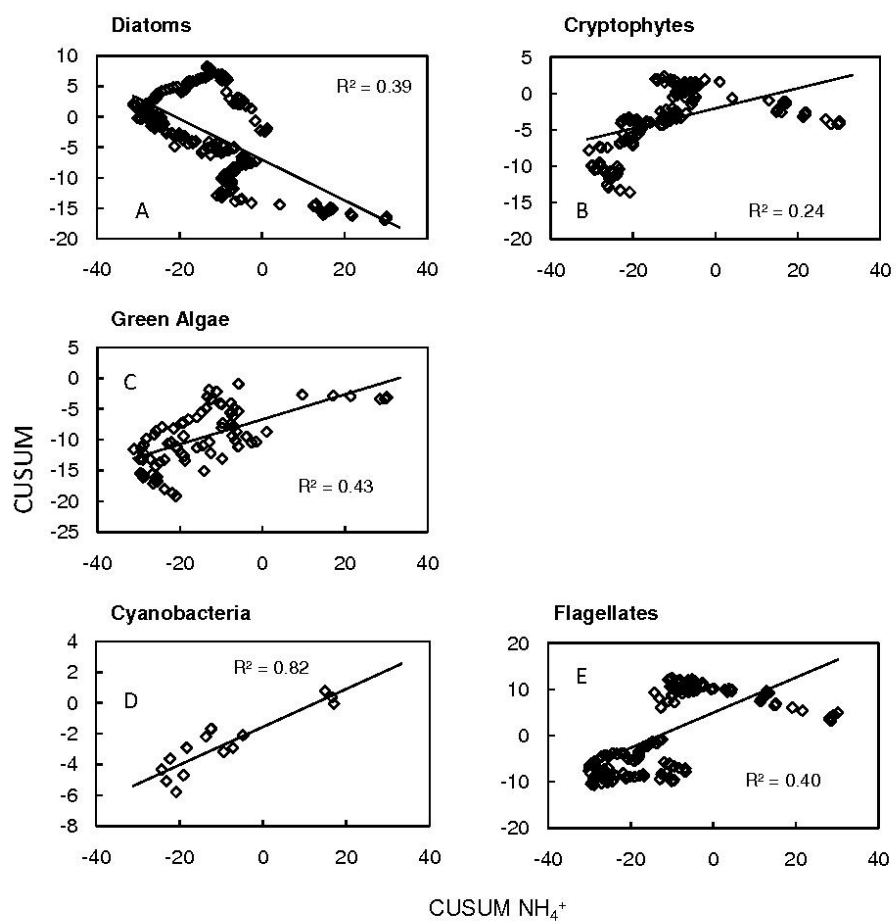 Diatoms
10
5
0
-5
-10
-15
-20
R² = 0.39
A
-40 -20 0 20 40
Cryptophytes
10
5
0
-5
-10
-15
-20
B
R² = 0.24
-40 -20 0 20 40
Green Algae
5
0
-5
-10
-15
-20
-25
C
R² = 0.43
-40 -20 0 20 40
CUSUM
Cyanobacteria
4
2
0
-2
-4
-6
-8
R² = 0.82
D
-40 -20 0 20 40
Flagellates
20
10
0
-10
-20
E
R² = 0.40
-40 -20 0 20 40
CUSUM NH₄⁺